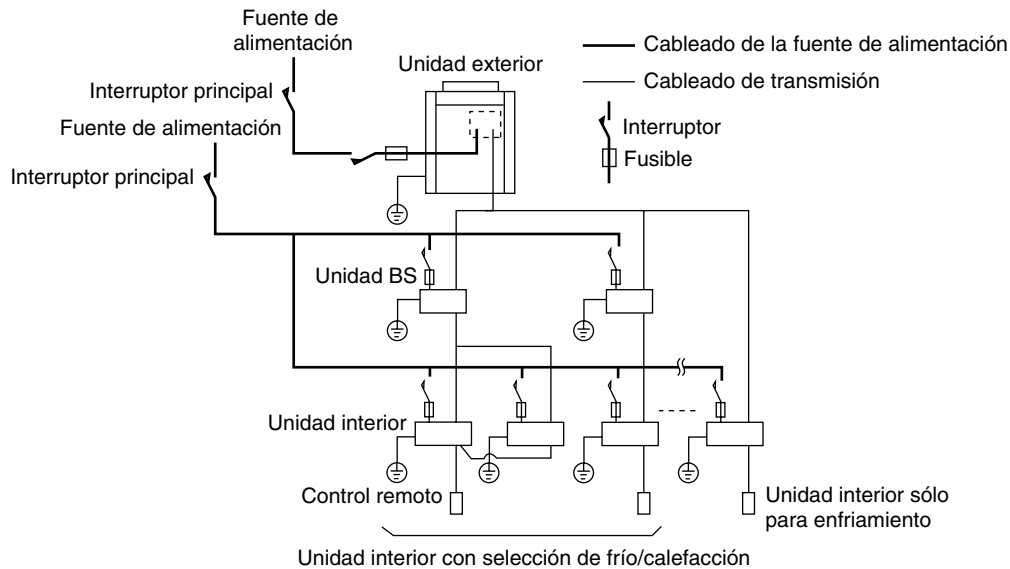 Fuente de
alimentación
Cableado de la fuente de alimentación
Unidad exterior
Cableado de transmisión
Interruptor principal
Interruptor
Fuente de alimentación
Fusible
Interruptor principal
Unidad BS
Unidad interior
Control remoto
Unidad interior sólo
para enfriamiento
Unidad interior con selección de frío/calefacción